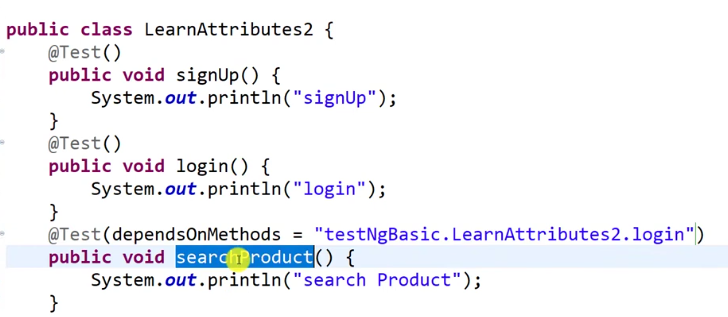 public class LearnAttributes2 {
@Test()
public void signUp() {
System.out.println("signUp");
}
@Test()
public void login() {
System.out.println("login");
}
@Test(dependsOnMethods = "testNgBasic.LearnAttributes2.login")
public void searchProduct() {
System.out.println("search Product");
}